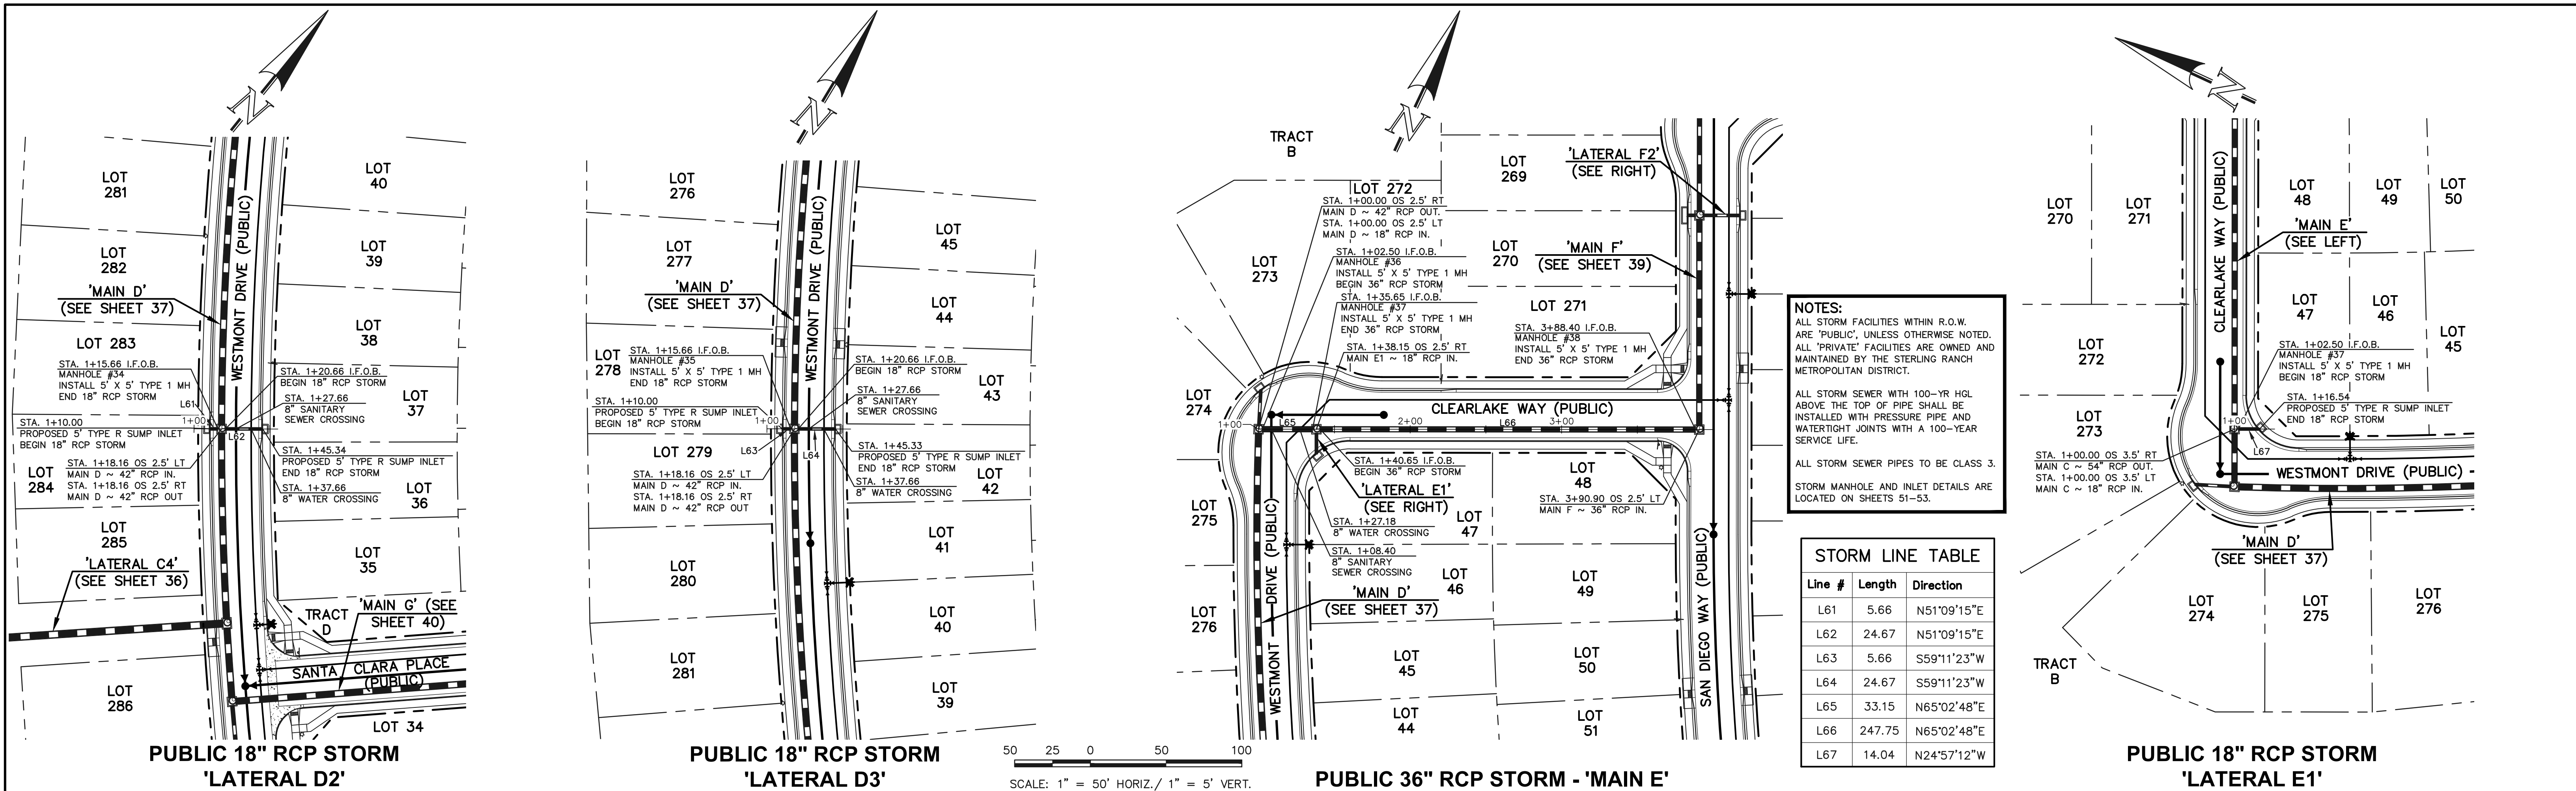 N
LOT
281
LOT
40
LOT
282
LOT
39
'MAIN D'
(SEE SHEET 37)
WESTMONT DRIVE (PUBLIC)
LOT
38
LOT 283
STA. 1+15.66 I.F.O.B.
MANHOLE #34
INSTALL 5' X 5' TYPE 1 MH
END 18" RCP STORM
STA. 1+20.66 I.F.O.B.
BEGIN 18" RCP STORM
STA. 1+27.66
8" SANITARY
SEWER CROSSING
LOT
37
L61
1+00
L62
STA. 1+10.00
PROPOSED 5' TYPE R SUMP INLET
BEGIN 18" RCP STORM
STA. 1+45.34
PROPOSED 5' TYPE R SUMP INLET
END 18" RCP STORM
LOT
284
STA. 1+18.16 OS 2.5' LT
MAIN D ~ 42" RCP IN.
STA. 1+18.16 OS 2.5' RT
MAIN D ~ 42" RCP OUT
STA. 1+37.66
8" WATER CROSSING
LOT
36
LOT
285
LOT
35
'LATERAL C4'
(SEE SHEET 36)
TRACT
D
'MAIN G' (SEE
SHEET 40)
SANTA CLARA PLACE
(PUBLIC)
LOT
286
LOT 34
PUBLIC 18" RCP STORM
'LATERAL D2'
N
LOT
276
LOT
277
LOT
45
'MAIN D'
(SEE SHEET 37)
WESTMONT DRIVE (PUBLIC)
LOT
44
LOT
278
STA. 1+15.66 I.F.O.B.
MANHOLE #35
INSTALL 5' X 5' TYPE 1 MH
END 18" RCP STORM
STA. 1+20.66 I.F.O.B.
BEGIN 18" RCP STORM
STA. 1+27.66
8" SANITARY
SEWER CROSSING
LOT
43
STA. 1+10.00
PROPOSED 5' TYPE R SUMP INLET
BEGIN 18" RCP STORM
1+00
L63
L64
LOT 279
STA. 1+45.33
PROPOSED 5' TYPE R SUMP INLET
END 18" RCP STORM
STA. 1+18.16 OS 2.5' LT
MAIN D ~ 42" RCP IN.
STA. 1+18.16 OS 2.5' RT
MAIN D ~ 42" RCP OUT
STA. 1+37.66
8" WATER CROSSING
LOT
42
LOT
41
LOT
280
LOT
40
LOT
281
LOT
39
PUBLIC 18" RCP STORM
'LATERAL D3'
50 25 0 50 100
SCALE: 1" = 50' HORIZ./ 1" = 5' VERT.
N
TRACT
B
LOT
269
'LATERAL F2'
(SEE RIGHT)
LOT 272
STA. 1+00.00 OS 2.5' RT
MAIN D ~ 42" RCP OUT.
STA. 1+00.00 OS 2.5' LT
MAIN D ~ 18" RCP IN.
LOT
273
STA. 1+02.50 I.F.O.B.
MANHOLE #36
INSTALL 5' X 5' TYPE 1 MH
BEGIN 36" RCP STORM
LOT
270
'MAIN F'
(SEE SHEET 39)
STA. 1+35.65 I.F.O.B.
MANHOLE #37
INSTALL 5' X 5' TYPE 1 MH
END 36" RCP STORM
LOT 271
STA. 1+38.15 OS 2.5' RT
MAIN E1 ~ 18" RCP IN.
STA. 3+88.40 I.F.O.B.
MANHOLE #38
INSTALL 5' X 5' TYPE 1 MH
END 36" RCP STORM
LOT
274
CLEARLAKE WAY (PUBLIC)
1+00
L65
2+00
L66
3+00
STA. 1+40.65 I.F.O.B.
BEGIN 36" RCP STORM
'LATERAL E1'
(SEE RIGHT)
LOT
48
STA. 3+90.90 OS 2.5' LT
MAIN F ~ 36" RCP IN.
LOT
275
STA. 1+27.18
8" WATER CROSSING
LOT
47
STA. 1+08.40
8" SANITARY
SEWER CROSSING
LOT
46
LOT
49
'MAIN D'
(SEE SHEET 37)
LOT
276
WESTMONT DRIVE (PUBLIC)
SAN DIEGO WAY (PUBLIC)
LOT
45
LOT
50
LOT
44
LOT
51
PUBLIC 36" RCP STORM - 'MAIN E'
NOTES:
ALL STORM FACILITIES WITHIN R.O.W.
ARE 'PUBLIC', UNLESS OTHERWISE NOTED.
ALL 'PRIVATE' FACILITIES ARE OWNED AND
MAINTAINED BY THE STERLING RANCH
METROPOLITAN DISTRICT.
ALL STORM SEWER WITH 100-YR HGL
ABOVE THE TOP OF PIPE SHALL BE
INSTALLED WITH PRESSURE PIPE AND
WATERTIGHT JOINTS WITH A 100-YEAR
SERVICE LIFE.
ALL STORM SEWER PIPES TO BE CLASS 3.
STORM MANHOLE AND INLET DETAILS ARE
LOCATED ON SHEETS 51-53.
STORM LINE TABLE
Line # Length Direction
L61 5.66 N51°09'15"E
L62 24.67 N51°09'15"E
L63 5.66 S59°11'23"W
L64 24.67 S59°11'23"W
L65 33.15 N65°02'48"E
L66 247.75 N65°02'48"E
L67 14.04 N24°57'12"W
N
CLEARLAKE WAY (PUBLIC)
LOT
270
LOT
271
LOT
48
LOT
49
LOT
50
'MAIN E'
(SEE LEFT)
LOT
47
LOT
46
LOT
45
LOT
272
STA. 1+02.50 I.F.O.B.
MANHOLE #37
INSTALL 5' X 5' TYPE 1 MH
BEGIN 18" RCP STORM
STA. 1+16.54
PROPOSED 5' TYPE R SUMP INLET
END 18" RCP STORM
LOT
273
1+00
L67
STA. 1+00.00 OS 3.5' RT
MAIN C ~ 54" RCP OUT.
STA. 1+00.00 OS 3.5' LT
MAIN C ~ 18" RCP IN.
WESTMONT DRIVE (PUBLIC)
'MAIN D'
(SEE SHEET 37)
LOT
274
LOT
275
LOT
276
TRACT
B
PUBLIC 18" RCP STORM
'LATERAL E1'